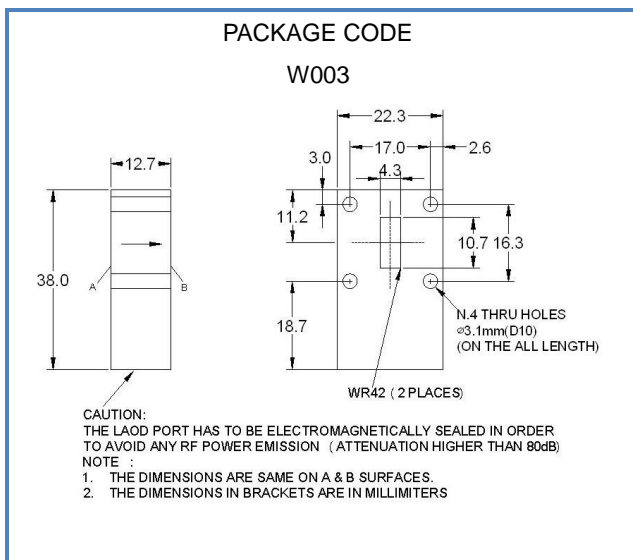 PACKAGE CODE
W003
22.3
17.0
2.6
3.0
4.3
12.7
11.2
38.0
10.7
16.3
A
B
18.7
N.4 THRU HOLES
⌀3.1mm(D10)
(ON THE ALL LENGTH)
WR42 ( 2 PLACES)
CAUTION:
THE LAOD PORT HAS TO BE ELECTROMAGNETICALLY SEALED IN ORDER
TO AVOID ANY RF POWER EMISSION ( ATTENUATION HIGHER THAN 80dB)
NOTE :
1. THE DIMENSIONS ARE SAME ON A & B SURFACES.
2. THE DIMENSIONS IN BRACKETS ARE IN MILLIMITERS